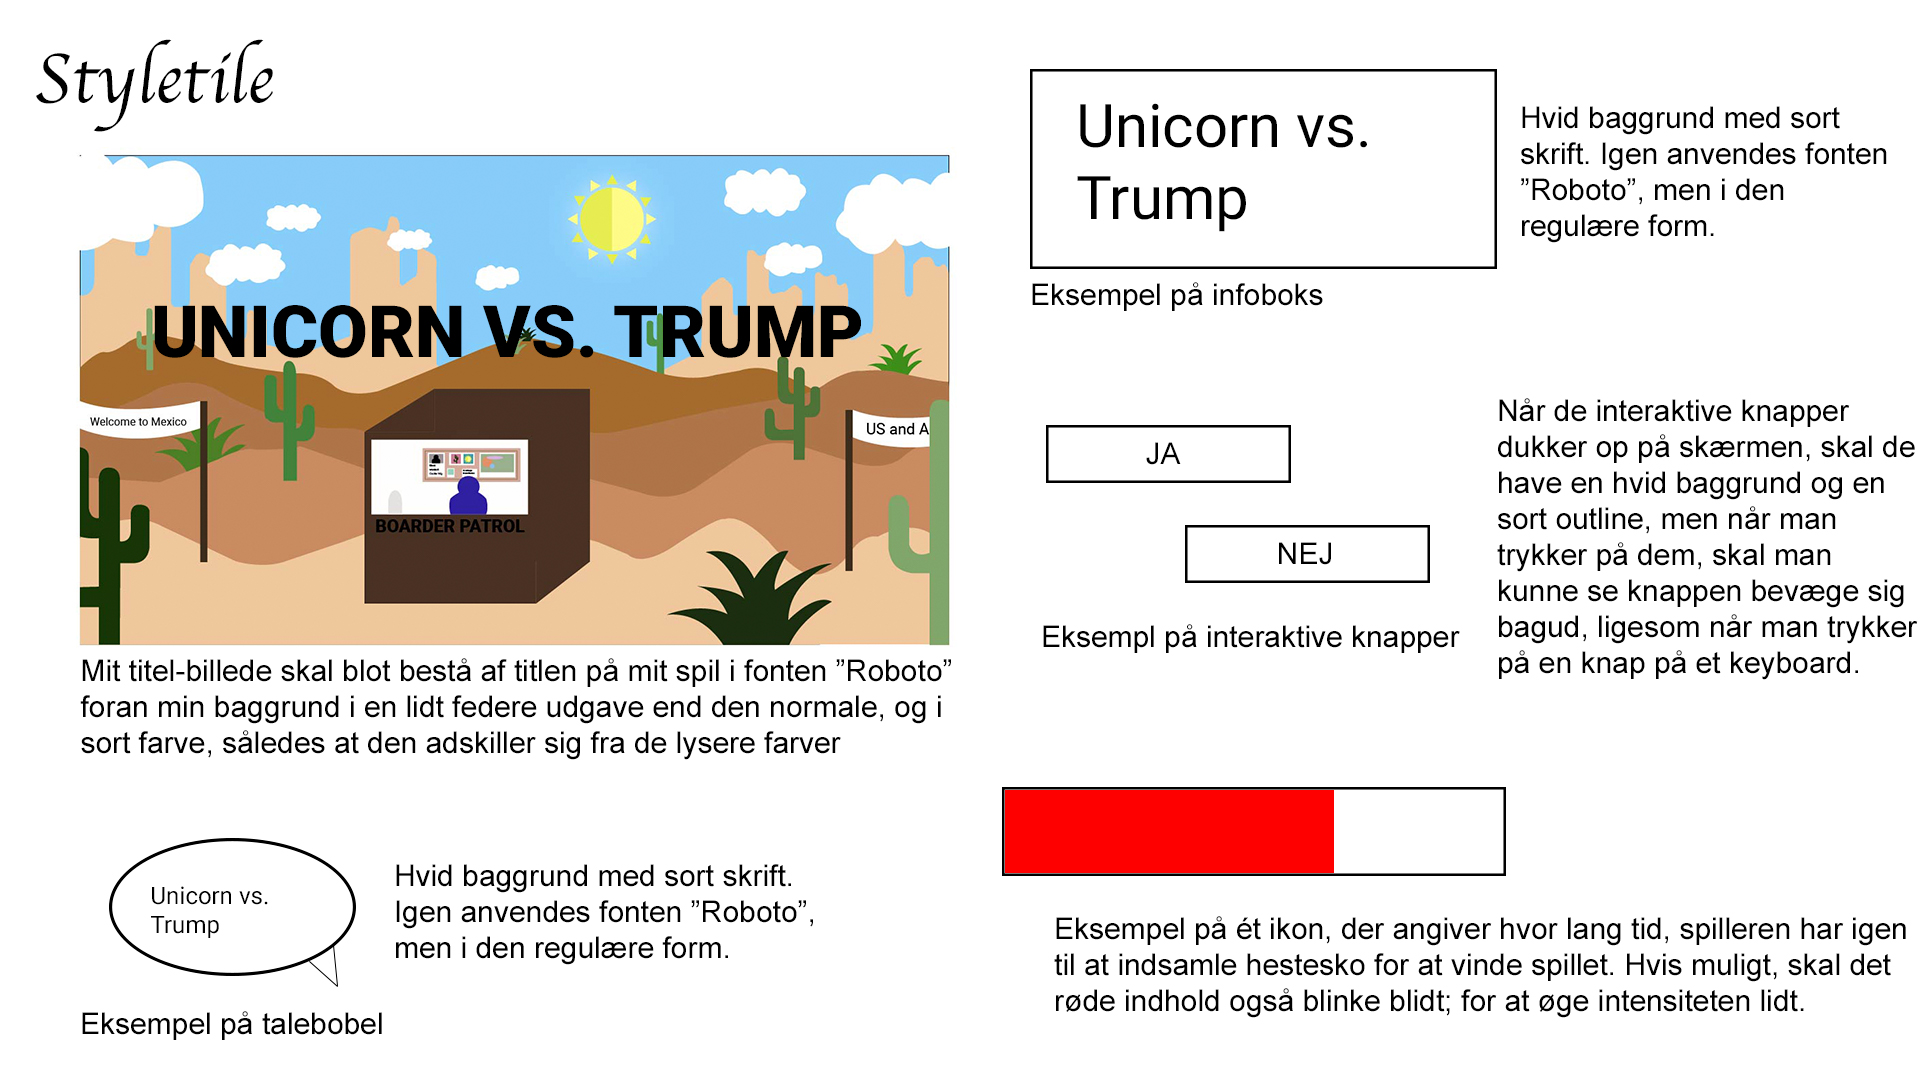 Styletile
UNICORN VS. TRUMP
Welcome to Mexico
US and A
BOARDER PATROL
Mit titel-billede skal blot bestå af titlen på mit spil i fonten ”Roboto”
foran min baggrund i en lidt federe udgave end den normale, og i
sort farve, således at den adskiller sig fra de lysere farver
Unicorn vs.
Trump
Hvid baggrund med sort skrift.
Igen anvendes fonten ”Roboto”,
men i den regulære form.
Eksempel på talebobel
Unicorn vs.
Trump
Hvid baggrund med sort
skrift. Igen anvendes fonten
”Roboto”, men i den
regulære form.
Eksempel på infoboks
JA
NEJ
Eksempl på interaktive knapper
Når de interaktive knapper
dukker op på skærmen, skal de
have en hvid baggrund og en
sort outline, men når man
trykker på dem, skal man
kunne se knappen bevæge sig
bagud, ligesom når man trykker
på en knap på et keyboard.
Eksempel på ét ikon, der angiver hvor lang tid, spilleren har igen
til at indsamle hestesko for at vinde spillet. Hvis muligt, skal det
røde indhold også blinke blidt; for at øge intensiteten lidt.